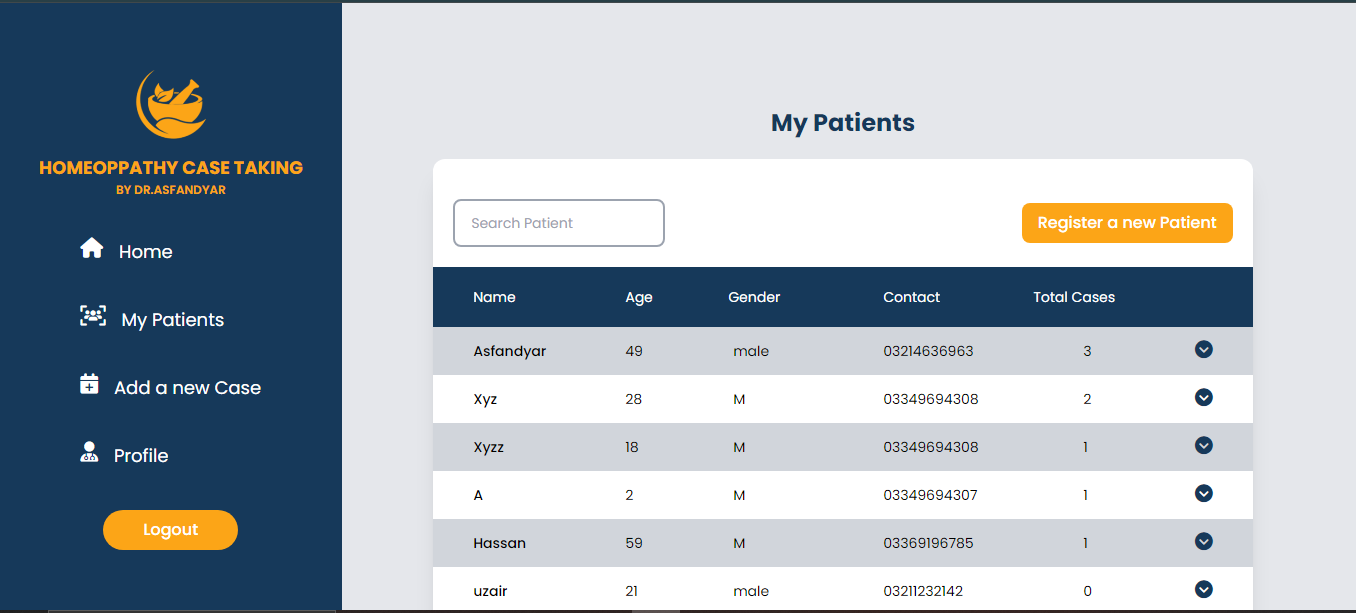 HOMEOPPATHY CASE TAKING
BY DR.ASFANDYAR
Home
My Patients
Add a new Case
Profile
Logout
My Patients
Search Patient
Register a new Patient
Name Age Gender Contact Total Cases
Asfandyar 49 male 03214636963 3
Xyz 28 M 03349694308 2
Xyzz 18 M 03349694308 1
A 2 M 03349694307 1
Hassan 59 M 03369196785 1
uzair 21 male 03211232142 0